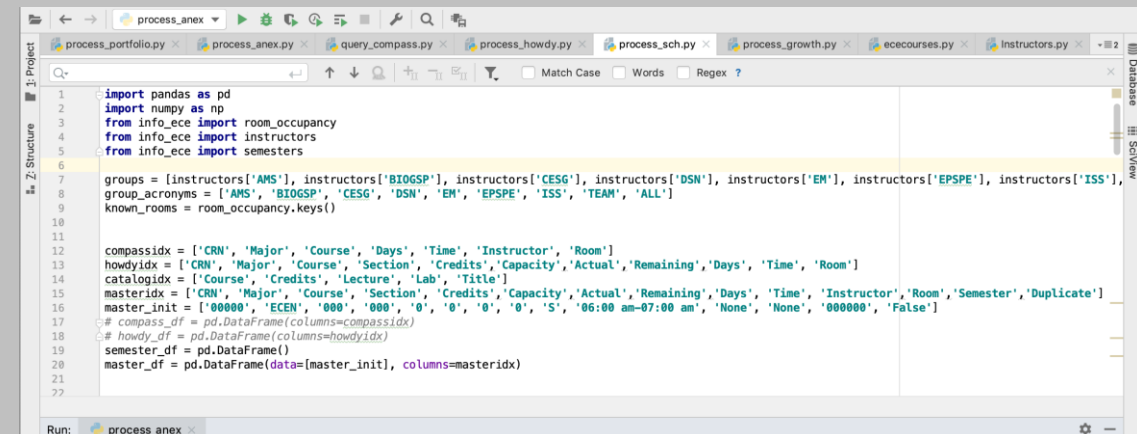 process_anex
process_portfolio.py
process_anex.py
query_compass.py
process_howdy.py
process_sch.py
process_growth.py
ececourses.py
Instructors.py
2
1: Project
Z: Structure
Database
SciView
Match Case
Words
Regex
?
1 import pandas as pd
2 import numpy as np
3 from info_ece import room_occupancy
4 from info_ece import instructors
5 from info_ece import semesters
6
7 groups = [instructors['AMS'], instructors['BIOGSP'], instructors['CESG'], instructors['DSN'], instructors['EM'], instructors['EPSPE'], instructors['ISS'],
8 group_acronyms = ['AMS', 'BIOGSP', 'CESG', 'DSN', 'EM', 'EPSPE', 'ISS', 'TEAM', 'ALL']
9 known_rooms = room_occupancy.keys()
10
11
12 compassidx = ['CRN', 'Major', 'Course', 'Days', 'Time', 'Instructor', 'Room']
13 howdyidx = ['CRN', 'Major', 'Course', 'Section', 'Credits','Capacity','Actual','Remaining','Days', 'Time', 'Room']
14 catalogidx = ['Course', 'Credits', 'Lecture', 'Lab', 'Title']
15 masteridx = ['CRN', 'Major', 'Course', 'Section', 'Credits','Capacity','Actual','Remaining','Days', 'Time', 'Instructor','Room','Semester','Duplicate']
16 master_init = ['00000', 'ECEN', '000', '000', '0', '0', '0', '0', 'S', '06:00 am–07:00 am', 'None', 'None', '000000', 'False']
17 # compass_df = pd.DataFrame(columns=compassidx)
18 # howdy_df = pd.DataFrame(columns=howdyidx)
19 semester_df = pd.DataFrame()
20 master_df = pd.DataFrame(data=[master_init], columns=masteridx)
21
22
Run: process_anex